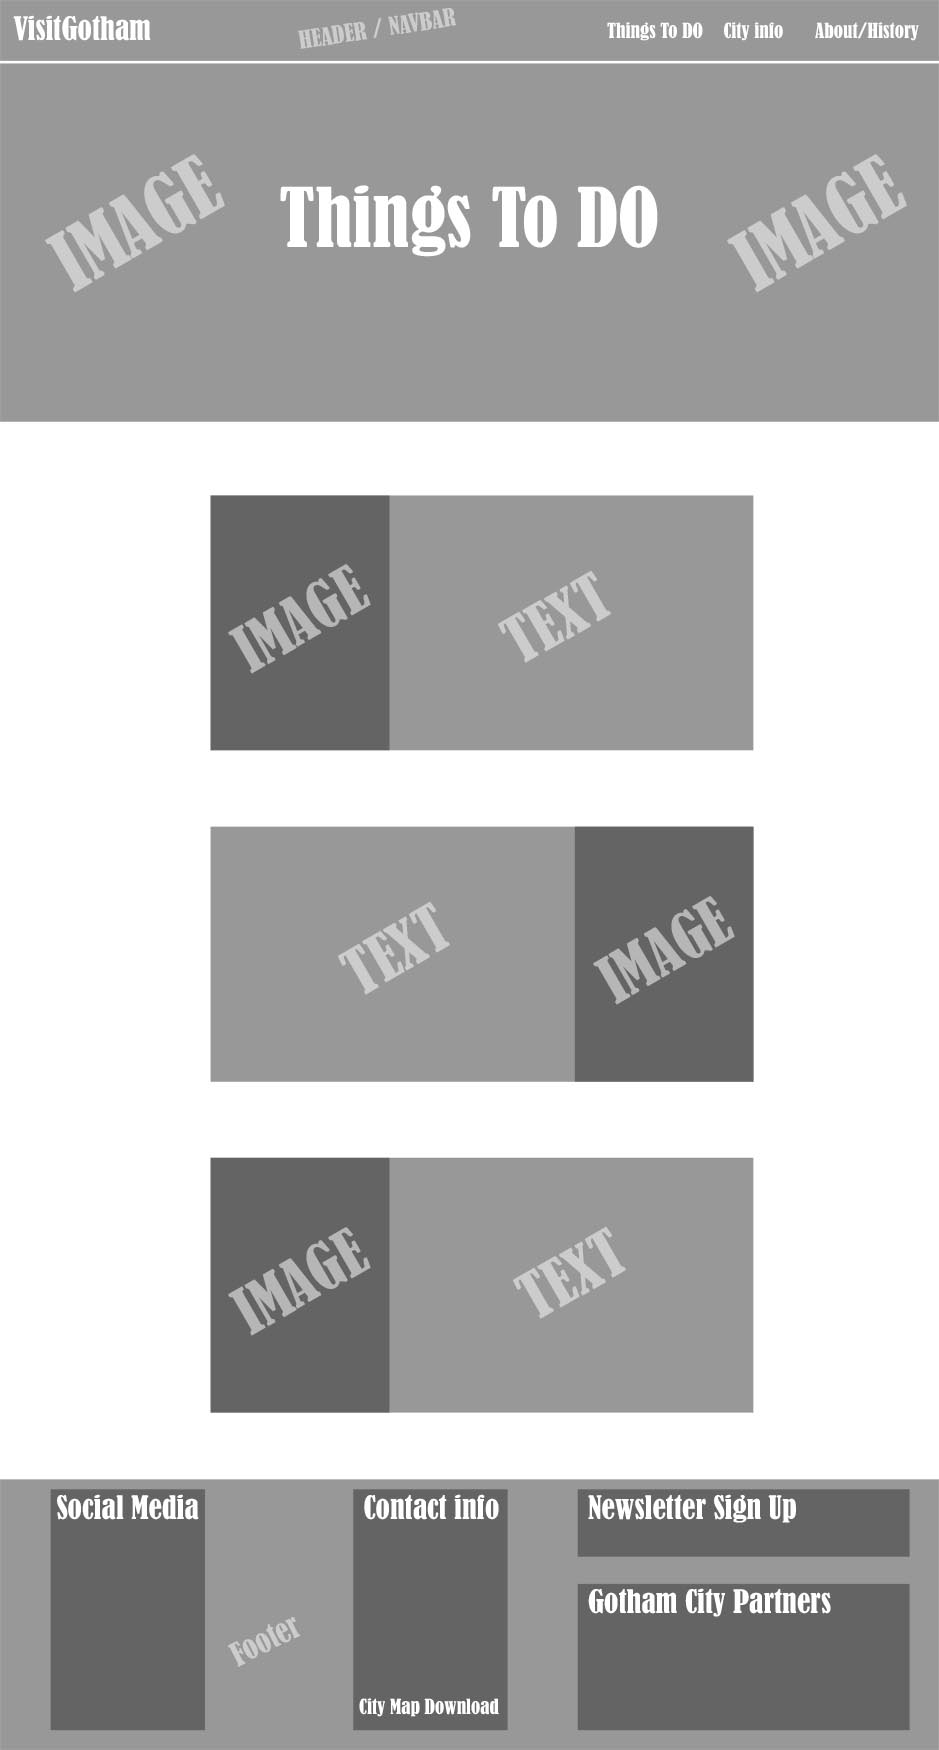 VisitGotham
HEADER / NAVBAR
Things To DO
City info
About/History
IMAGE
Things To DO
IMAGE
IMAGE
TEXT
TEXT
IMAGE
IMAGE
TEXT
Social Media
Footer
Contact info
City Map Download
Newsletter Sign Up
Gotham City Partners